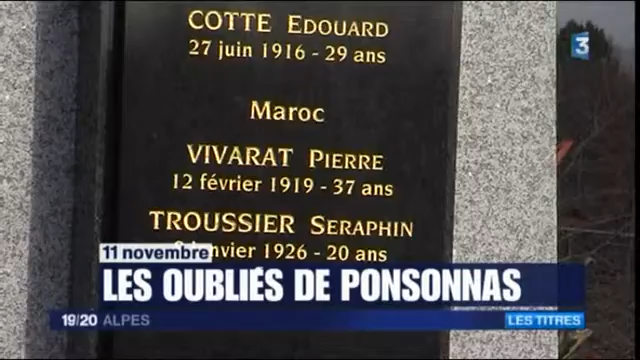 COTTE EDOUARD
27 juin 1916 - 29 ans
3
Maroc
VIVARAT PIERRE
12 février 1919 - 37 ans
TROUSSIER SERAPHIN
1926 - 20 ans
11 novembre
LES OUBLIÉS DE PONSONNAS
19/20 ALPES
LES TITRES